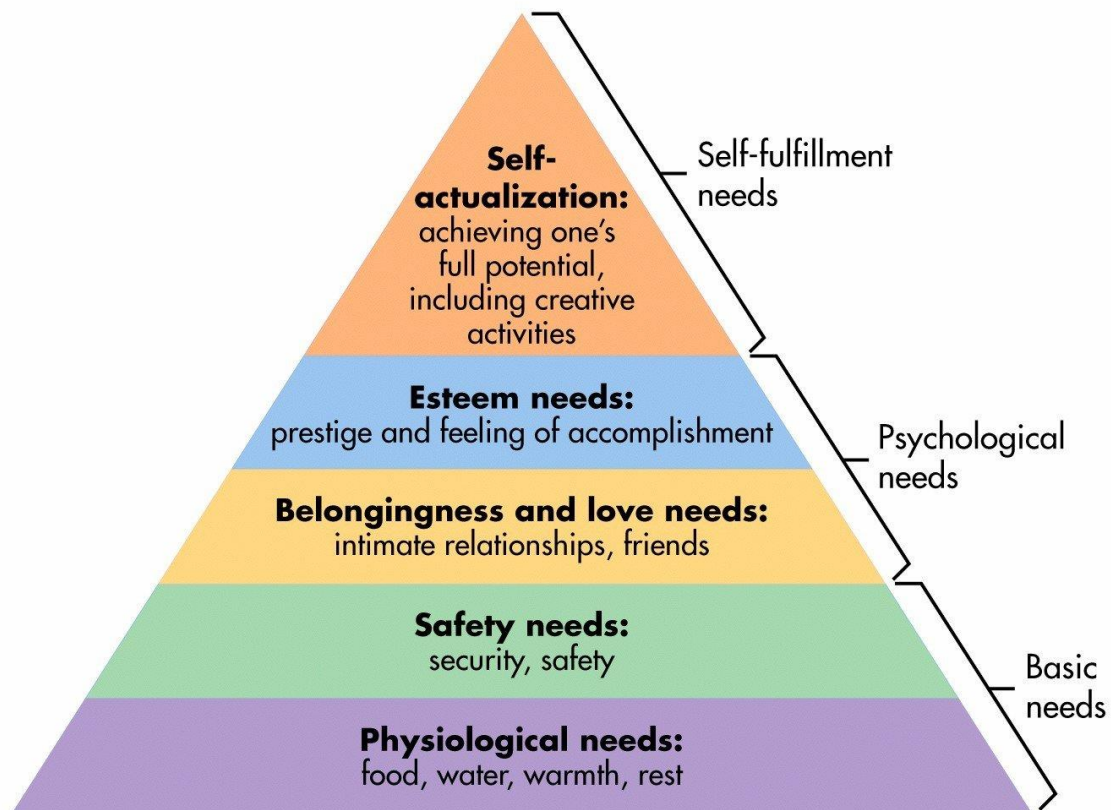 Self-
actualization:
achieving one's
full potential,
including creative
activities
Self-fulfillment
needs
Esteem needs:
prestige and feeling of accomplishment
Psychological
needs
Belongingness and love needs:
intimate relationships, friends
Safety needs:
security, safety
Basic
needs
Physiological needs:
food, water, warmth, rest